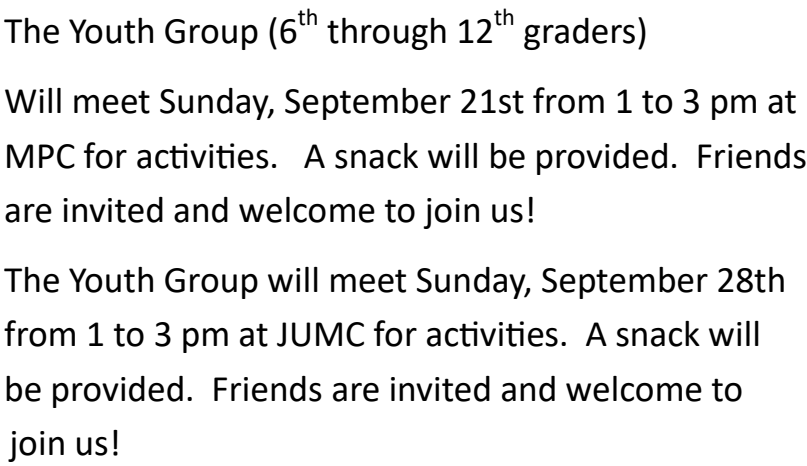 The Youth Group (6th through 12th graders)
Will meet Sunday, September 21st from 1 to 3 pm at
MPC for activities.   A snack will be provided.  Friends
are invited and welcome to join us!
The Youth Group will meet Sunday, September 28th
from 1 to 3 pm at JUMC for activities.  A snack will
be provided.  Friends are invited and welcome to
join us!